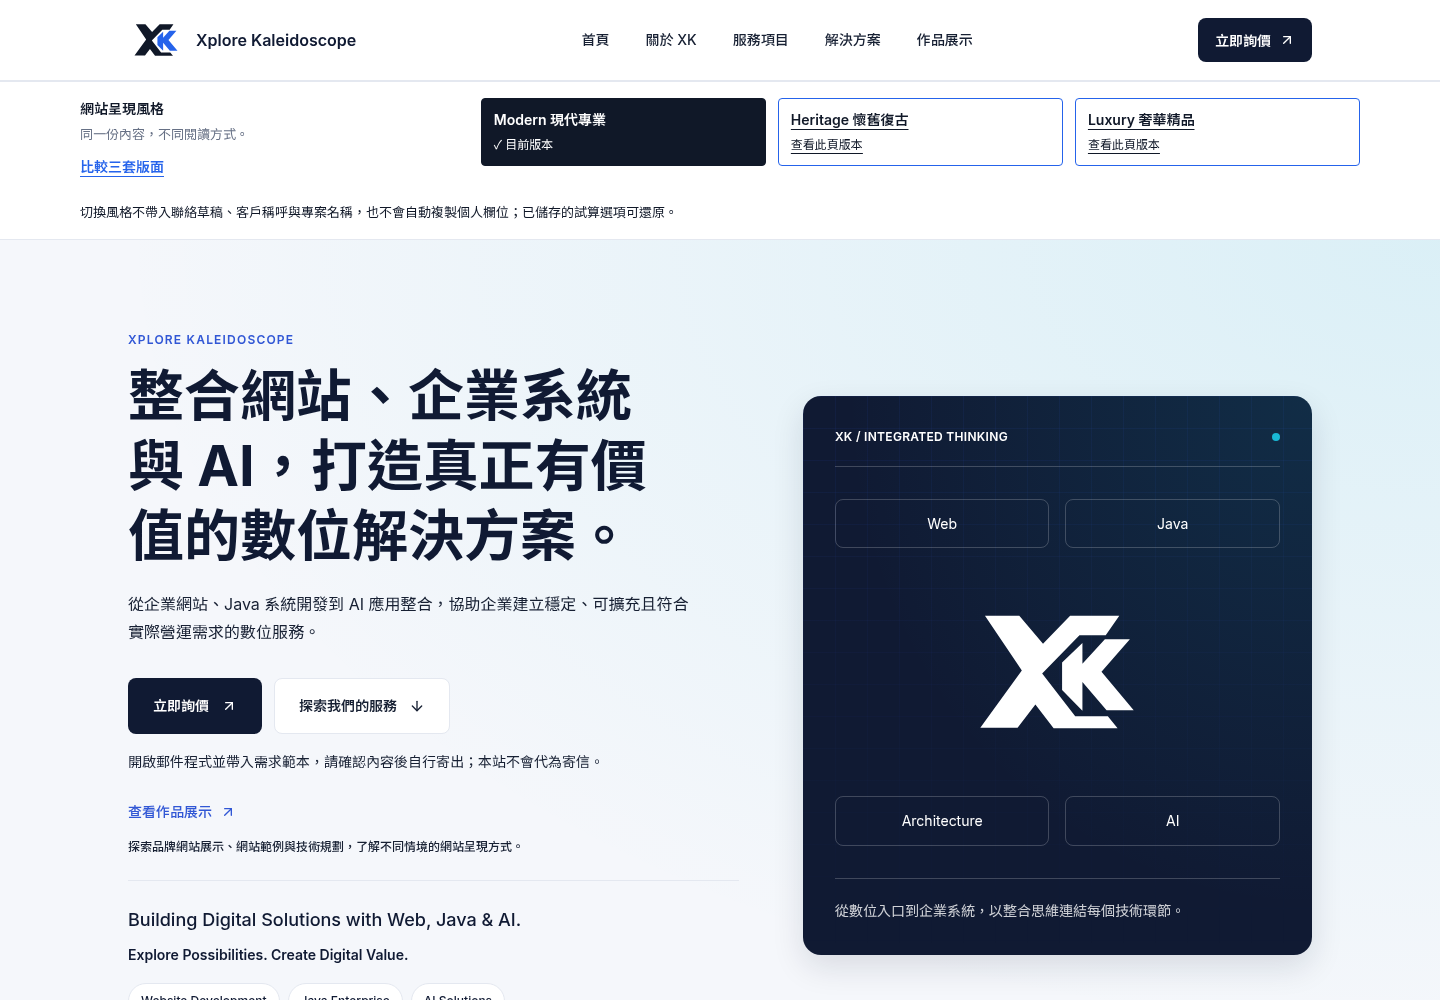 XK Xplore Kaleidoscope
首頁 關於 XK 服務項目 解決方案 作品展示
立即詢價
網站呈現風格
同一份內容，不同閱讀方式。
比較三套版面
Modern 現代專業
✓ 目前版本
Heritage 懷舊復古
查看此頁版本
Luxury 奢華精品
查看此頁版本
切換風格不帶入聯絡草稿、客戶稱呼與專案名稱，也不會自動複製個人欄位；已儲存的試算選項可還原。
XPLORE KALEIDOSCOPE
整合網站、企業系統
與 AI，打造真正有價
值的數位解決方案。
從企業網站、Java 系統開發到 AI 應用整合，協助企業建立穩定、可擴充且符合
實際營運需求的數位服務。
立即詢價
探索我們的服務
開啟郵件程式並帶入需求範本，請確認內容後自行寄出；本站不會代為寄信。
查看作品展示
探索品牌網站展示、網站範例與技術規劃，了解不同情境的網站呈現方式。
Building Digital Solutions with Web, Java & AI.
Explore Possibilities. Create Digital Value.
Website Development Java Enterprise AI Solutions
XK / INTEGRATED THINKING
Web
Java
XK
Architecture
AI
從數位入口到企業系統，以整合思維連結每個技術環節。